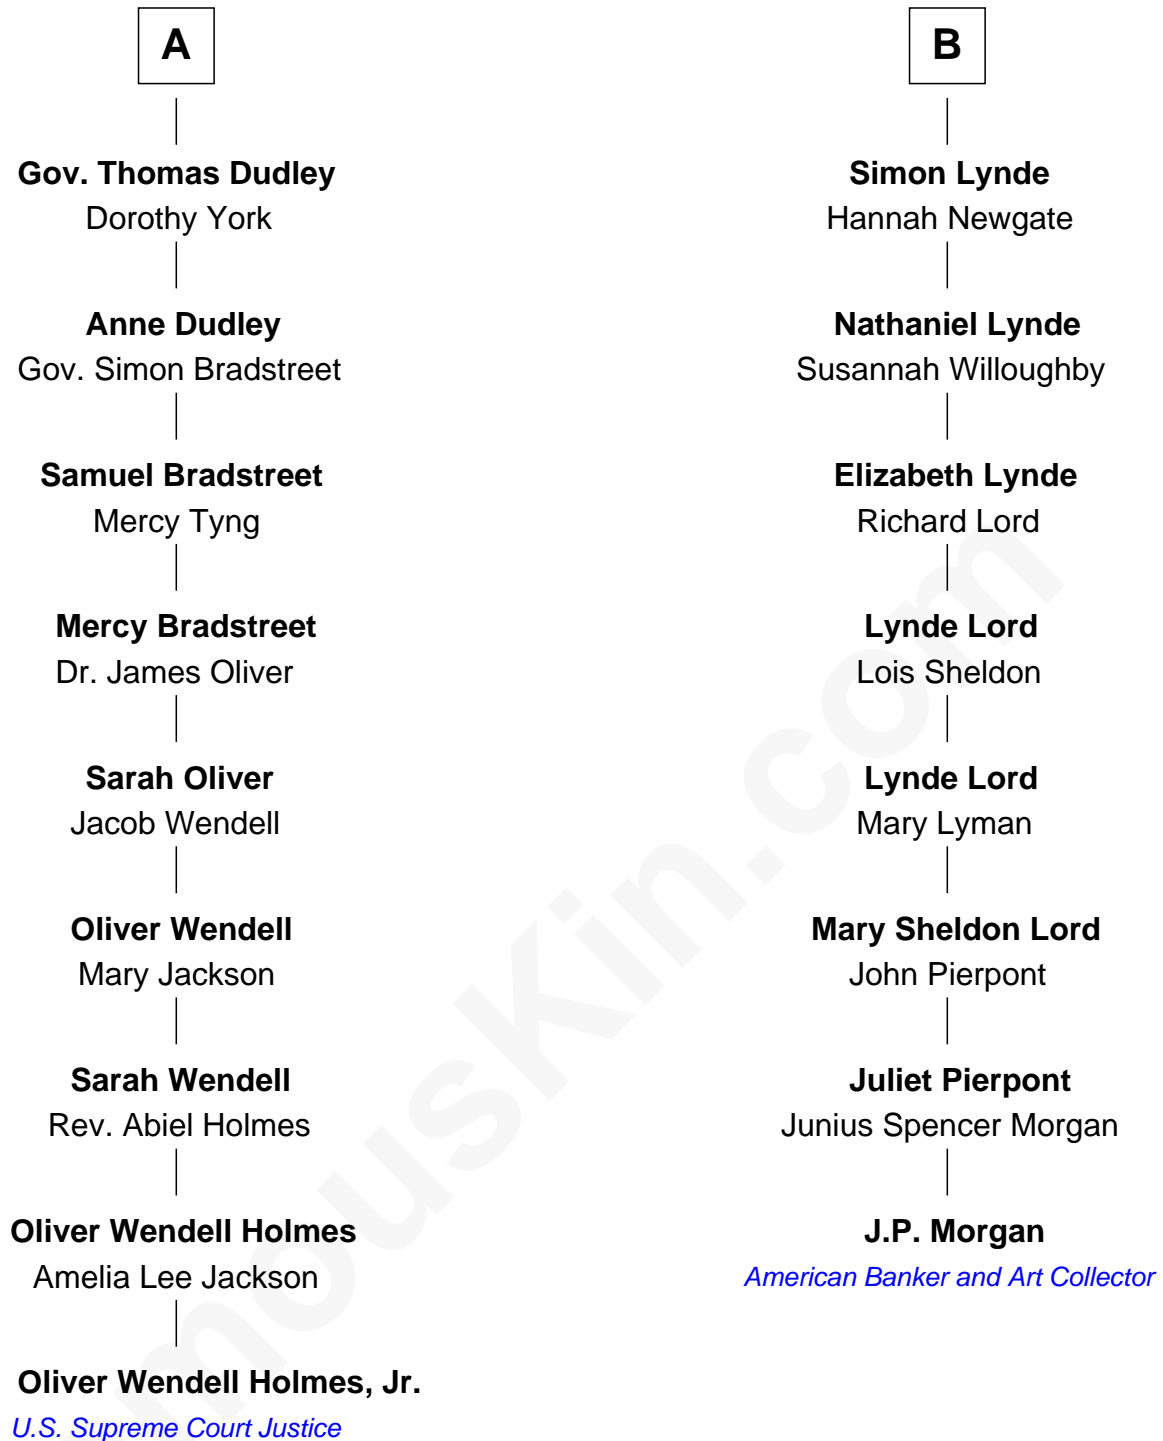 A
Gov. Thomas Dudley
Dorothy York
Anne Dudley
Gov. Simon Bradstreet
Samuel Bradstreet
Mercy Tyng
Mercy Bradstreet
Dr. James Oliver
Sarah Oliver
Jacob Wendell
Oliver Wendell
Mary Jackson
Sarah Wendell
Rev. Abiel Holmes
Oliver Wendell Holmes
Amelia Lee Jackson
Oliver Wendell Holmes, Jr.
U.S. Supreme Court Justice
B
Simon Lynde
Hannah Newgate
Nathaniel Lynde
Susannah Willoughby
Elizabeth Lynde
Richard Lord
Lynde Lord
Lois Sheldon
Lynde Lord
Mary Lyman
Mary Sheldon Lord
John Pierpont
Juliet Pierpont
Junius Spencer Morgan
J.P. Morgan
American Banker and Art Collector
mousKin.com